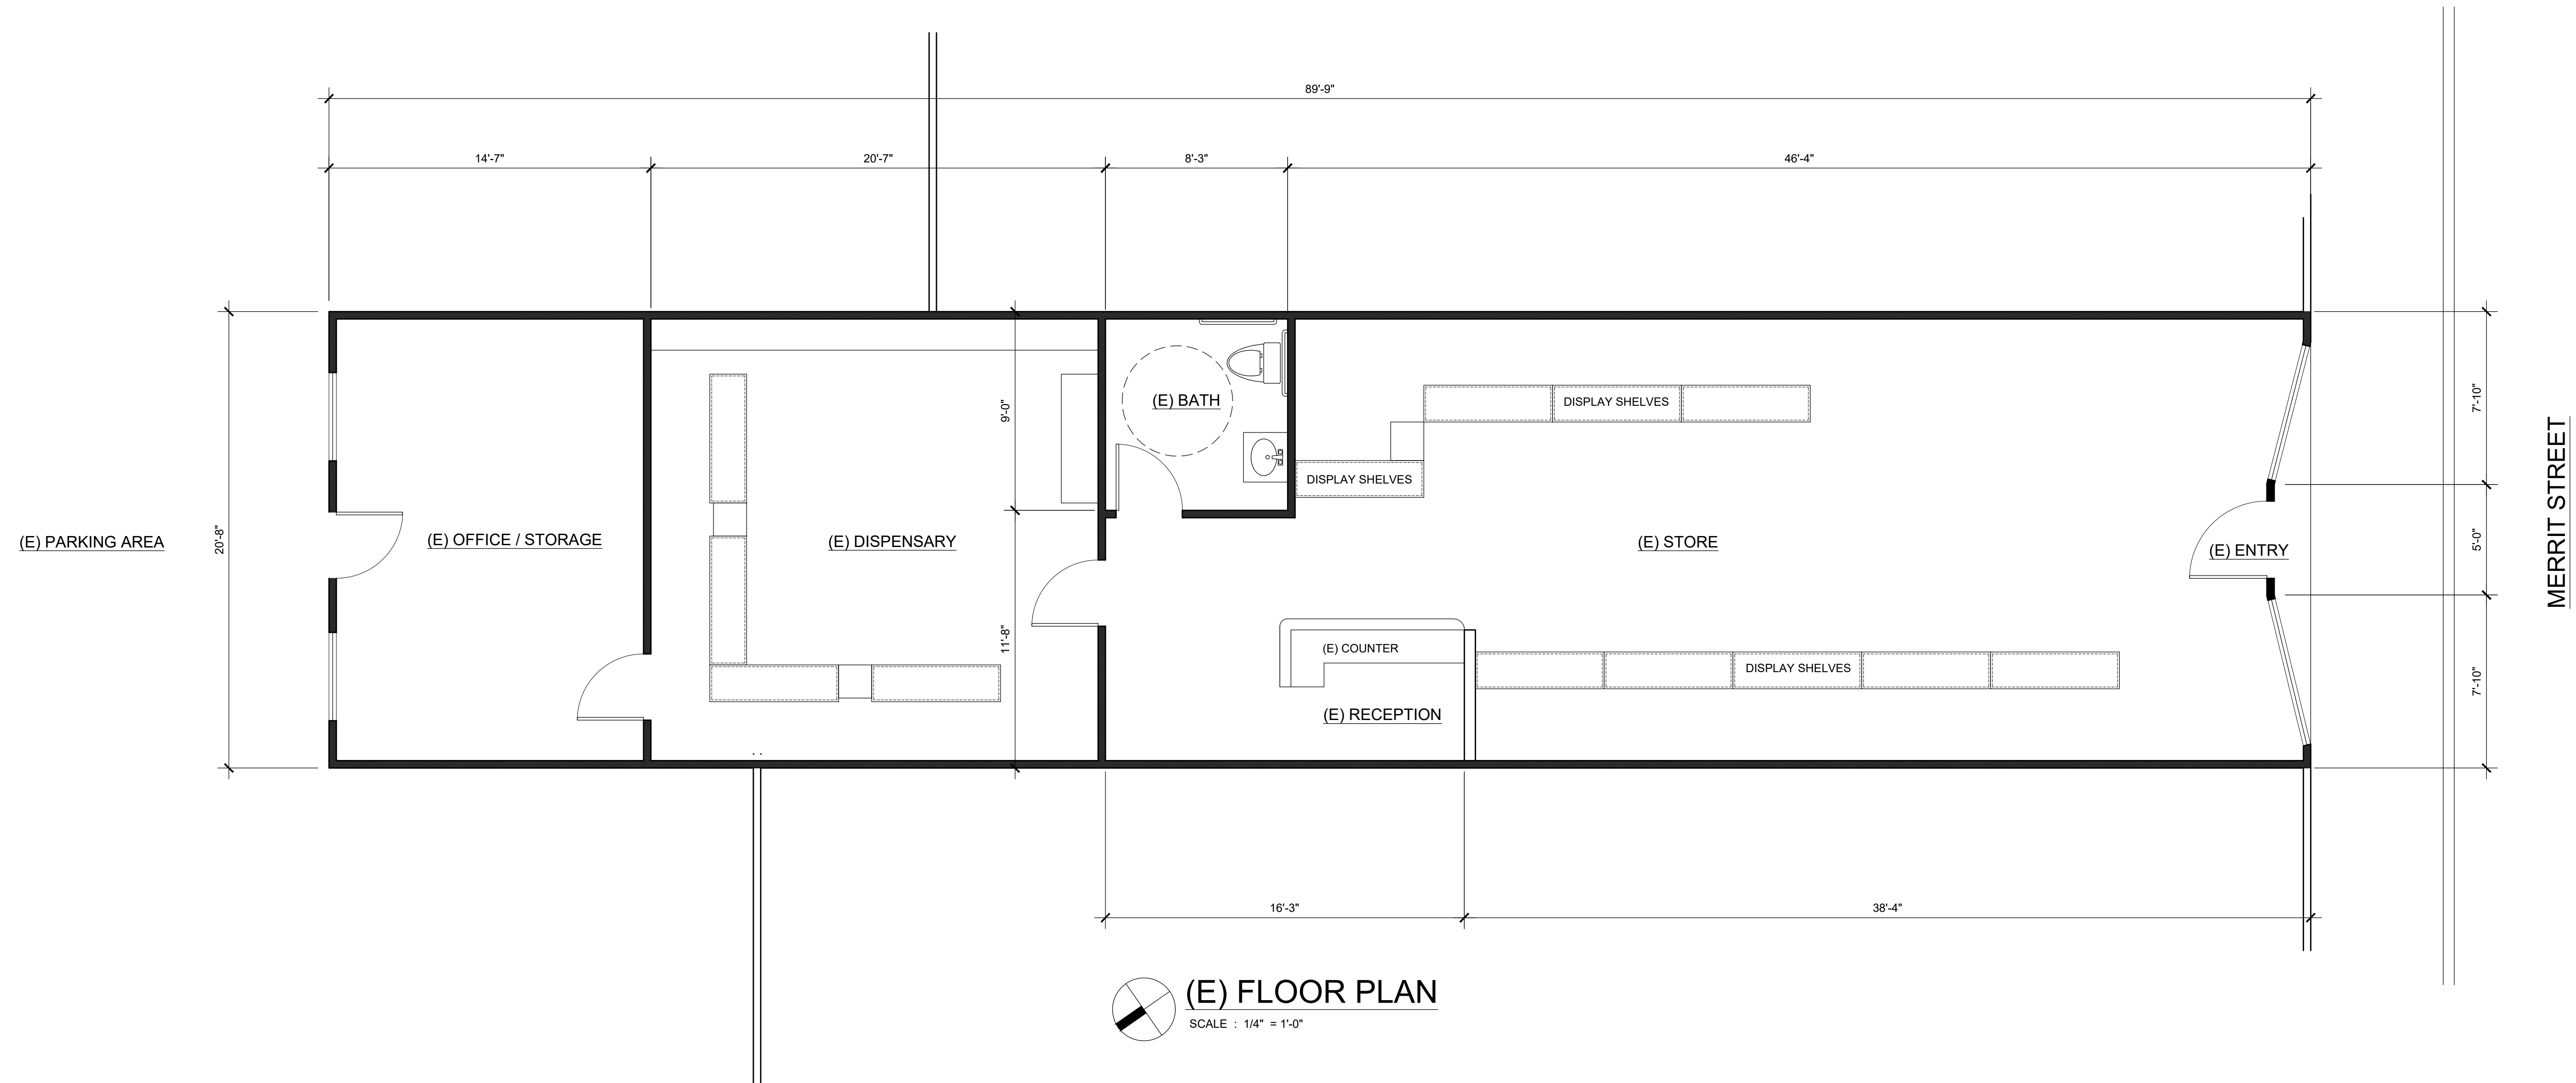 89'-9"
14'-7"
20'-7"
8'-3"
46'-4"
(E) PARKING AREA
20'-8"
(E) OFFICE / STORAGE
(E) DISPENSARY
9'-0"
11'-8"
(E) BATH
DISPLAY SHELVES
DISPLAY SHELVES
(E) STORE
(E) ENTRY
7'-10"
5'-0"
7'-10"
MERRIT STREET
(E) COUNTER
DISPLAY SHELVES
(E) RECEPTION
16'-3"
38'-4"
(E) FLOOR PLAN
SCALE : 1/4" = 1'-0"